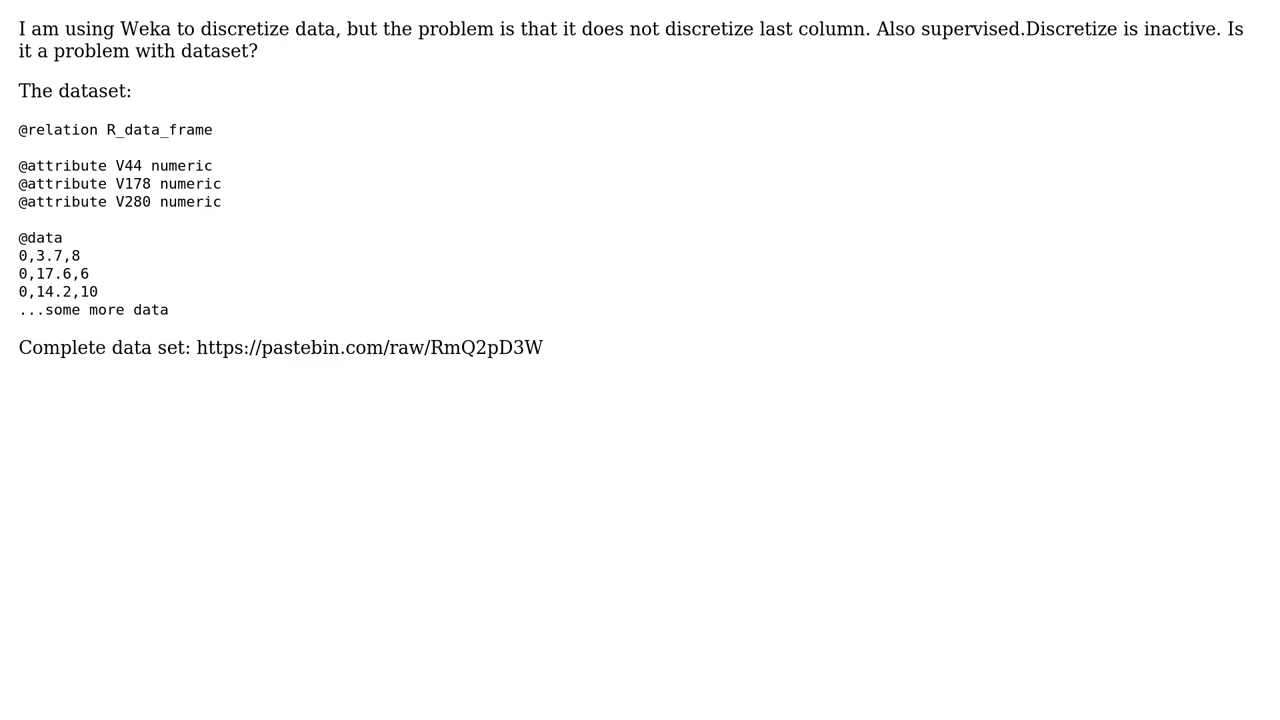 I am using Weka to discretize data, but the problem is that it does not discretize last column. Also supervised.Discretize is inactive. Is
it a problem with dataset?
The dataset:
@relation R_data_frame
@attribute V44 numeric
@attribute V178 numeric
@attribute V280 numeric
@data
0,3.7,8
0,17.6,6
0,14.2,10
...some more data
Complete data set: https://pastebin.com/raw/RmQ2pD3W